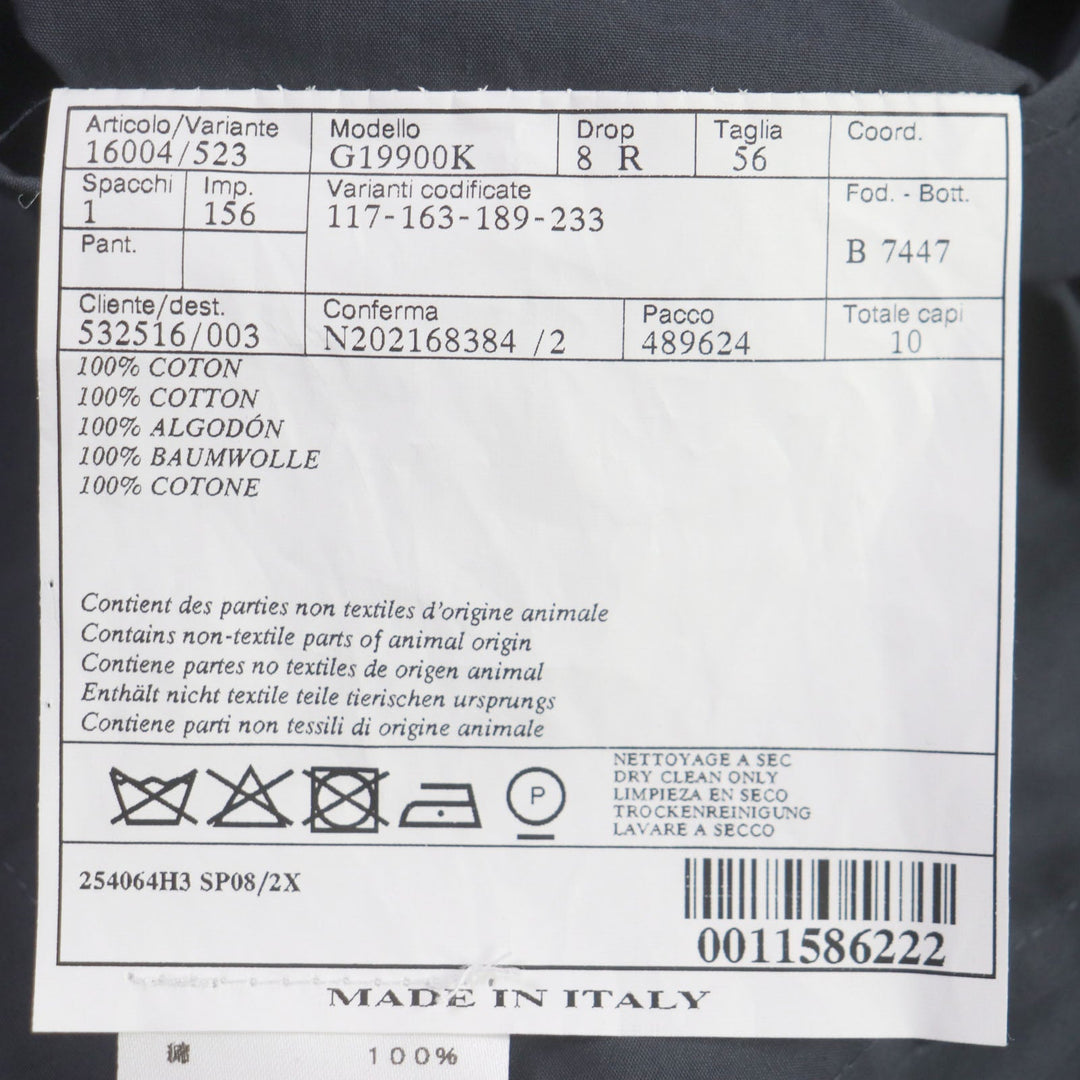 Articolo/Variante Modello Drop Taglia Coord.
16004/523 G19900K 8 R 56
Spacchi Imp. Varianti codificate Fod. - Bott.
1 156 117-163-189-233
Pant. B 7447
Cliente/dest. Conferma Pacco Totale capi
532516/003 N202168384 /2 489624 10
100% COTON
100% COTTON
100% ALGODÓN
100% BAUMWOLLE
100% COTONE
Contient des parties non textiles d'origine animale
Contains non-textile parts of animal origin
Contiene partes no textiles de origen animal
Enthält nicht textile teile tierischen ursprungs
Contiene parti non tessili di origine animale
P
NETTOYAGE A SEC
DRY CLEAN ONLY
LIMPIEZA EN SECO
TROCKENREINIGUNG
LAVARE A SECCO
254064H3 SP08/2X
0011586222
MADE IN ITALY
100%